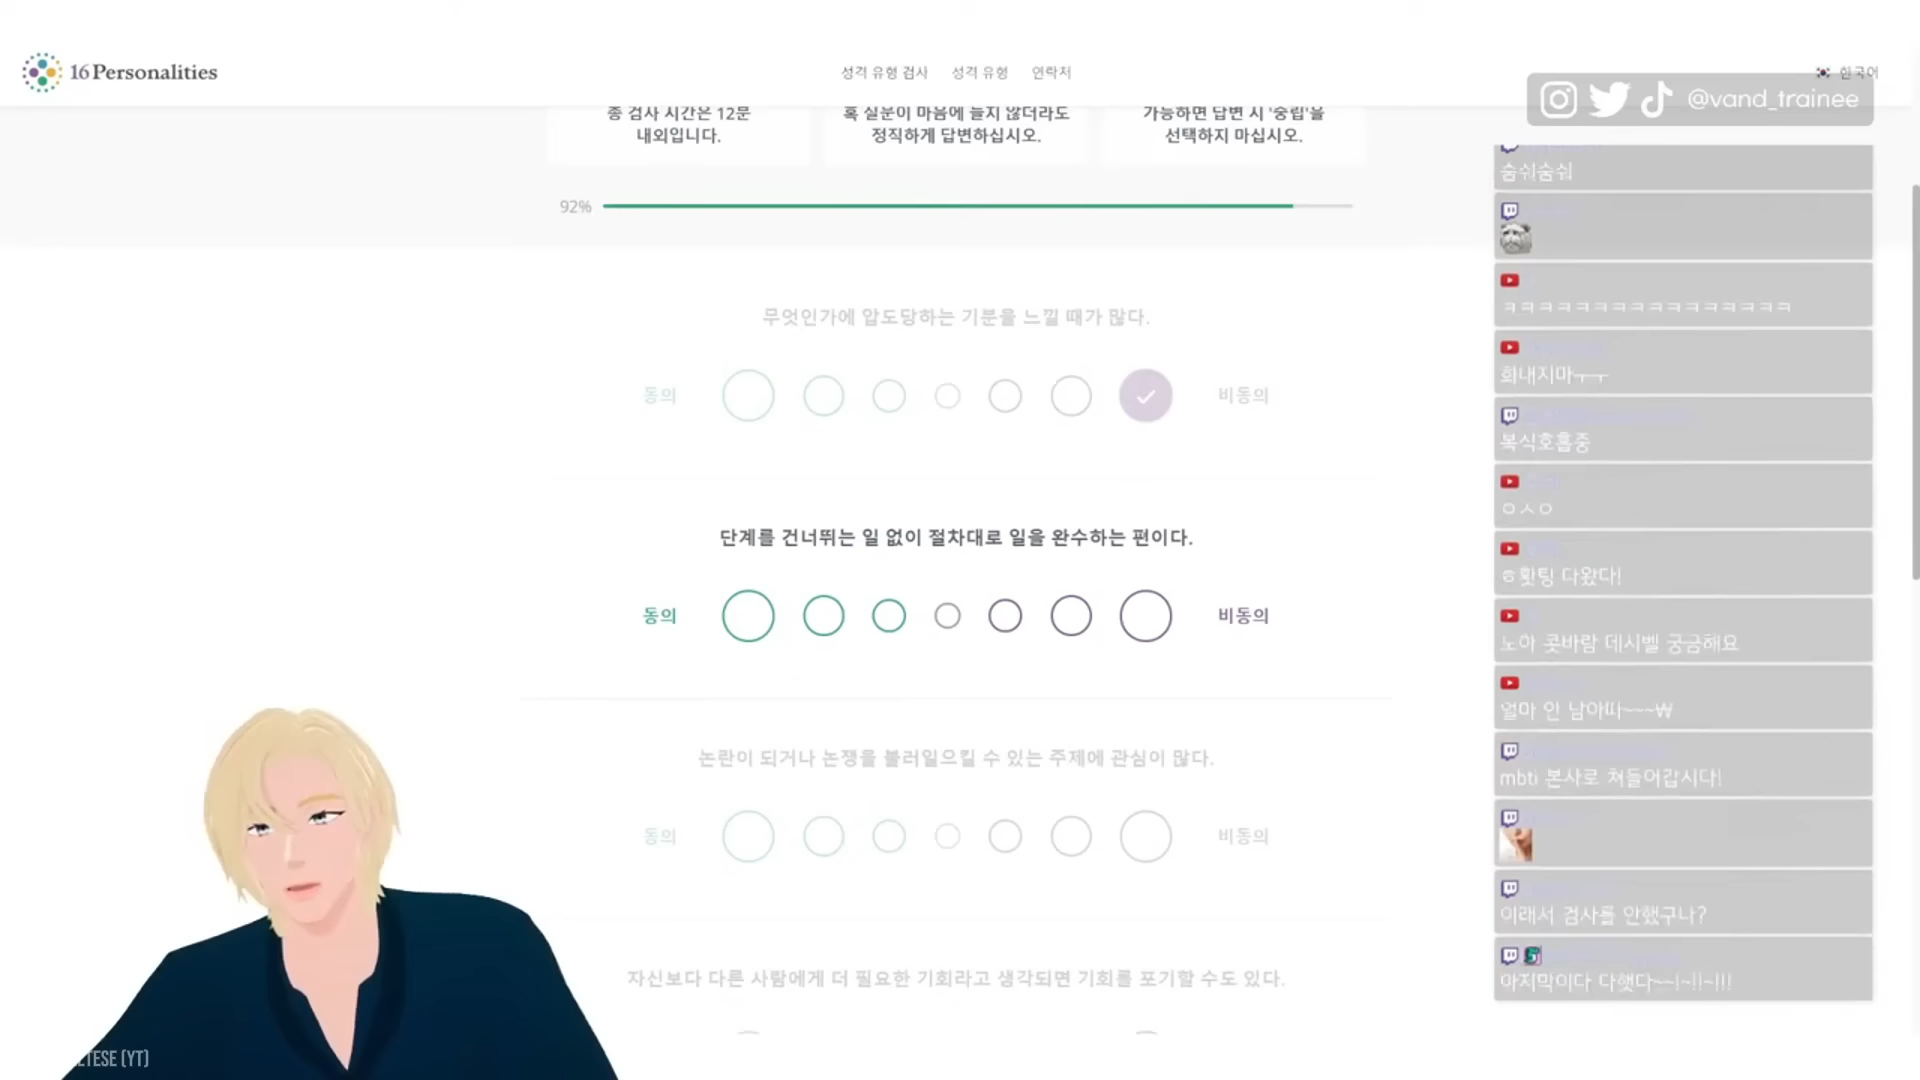 16Personalities
성격 유형 검사 성격 유형 연락처
한국어
@vand_trainee
총 검사 시간은 12분
내외입니다.
혹 질문이 마음에 들지 않더라도
정직하게 답변하십시오.
가능하면 답변 시 '중립'을
선택하지 마십시오.
92%
무엇인가에 압도당하는 기분을 느낄 때가 많다.
동의 비동의
단계를 건너뛰는 일 없이 절차대로 일을 완수하는 편이다.
동의 비동의
논란이 되거나 논쟁을 불러일으킬 수 있는 주제에 관심이 많다.
동의 비동의
자신보다 다른 사람에게 더 필요한 기회라고 생각되면 기회를 포기할 수도 있다.
숨쉬숨쉬
ㅋㅋㅋㅋㅋㅋㅋㅋㅋㅋㅋㅋㅋㅋㅋㅋ
화내지마ㅜㅜ
복식호흡중
ㅇㅅㅇ
ㅎ횟팅 다왔다!
노아 콧바람 데시벨 궁금해요
얼마 안 남아따~~~₩
mbti 본사로 쳐들어갑시다!
이래서 검사를 안했구나?
마지막이다 다했다~~!~!!~!!!
TESE (YT)